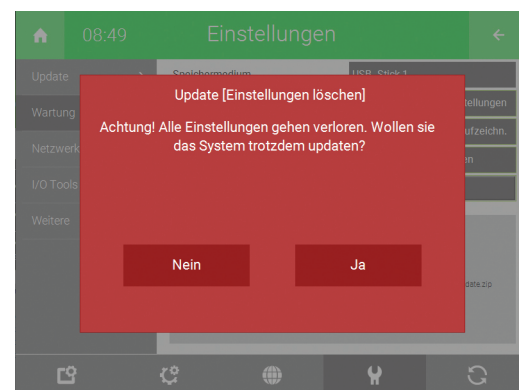 08:49
Einstellungen
Update
Speichermedium
USB-Stick 1
Wartung
Netzwerk
I/O Tools
Weitere
Update [Einstellungen löschen]
Achtung! Alle Einstellungen gehen verloren. Wollen sie
das System trotzdem updaten?
Nein
Ja